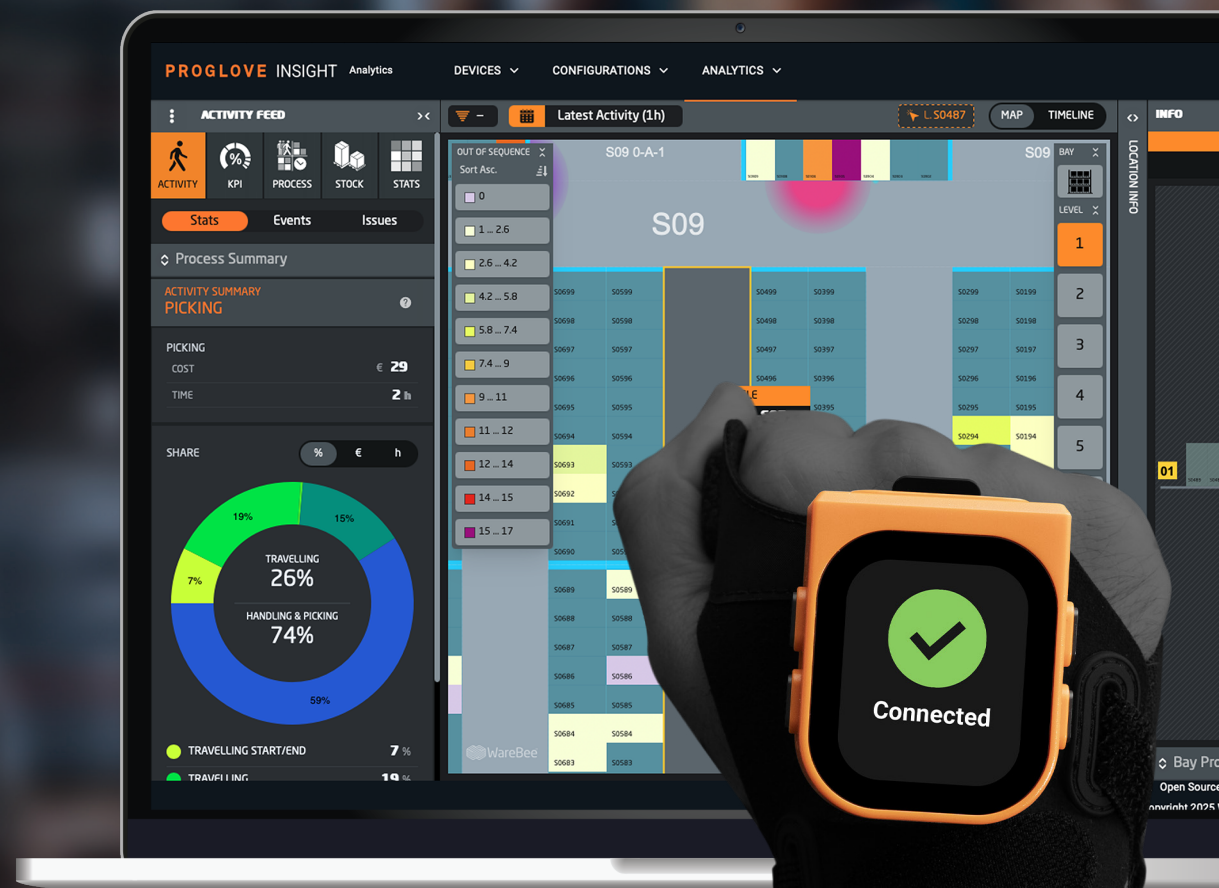 PROGLOVE INSIGHT Analytics
DEVICES
CONFIGURATIONS
ANALYTICS
ACTIVITY FEED
Latest Activity (1h)
L.S0487
MAP
TIMELINE
INFO
ACTIVITY
KPI
PROCESS
STOCK
STATS
Stats
Events
Issues
Process Summary
ACTIVITY SUMMARY
PICKING
PICKING
COST € 29
TIME 2 h
SHARE % € h
19%
15%
7%
59%
TRAVELLING
26%
HANDLING & PICKING
74%
TRAVELLING START/END 7 %
TRAVELLING 19 %
OUT OF SEQUENCE
Sort Asc.
0
1 ... 2.6
2.6 ... 4.2
4.2 ... 5.8
5.8 ... 7.4
7.4 ... 9
9 ... 11
11 ... 12
12 ... 14
14 ... 15
15 ... 17
S09 0-A-1
S09
S09
S0699 S0599 S0499 S0399 S0299 S0199
S0698 S0598 S0498 S0398 S0298 S0198
S0697 S0597 S0497 S0397 S0297 S0197
S0696 S0596 S0496 S0396 S0296 S0196
S0695 S0595 S0395 S0295 S0195
S0694 S0594 S0294 S0194
S0693 S0593
S0692
S0691
S0690
S0689 S0589
S0688 S0588
S0687 S0587
S0686 S0586
S0685 S0585
S0684 S0584
S0683 S0583
WareBee
BAY
LEVEL
1
2
3
4
5
LOCATION INFO
01
Bay Pro
Open Source
opyright 2025
Connected